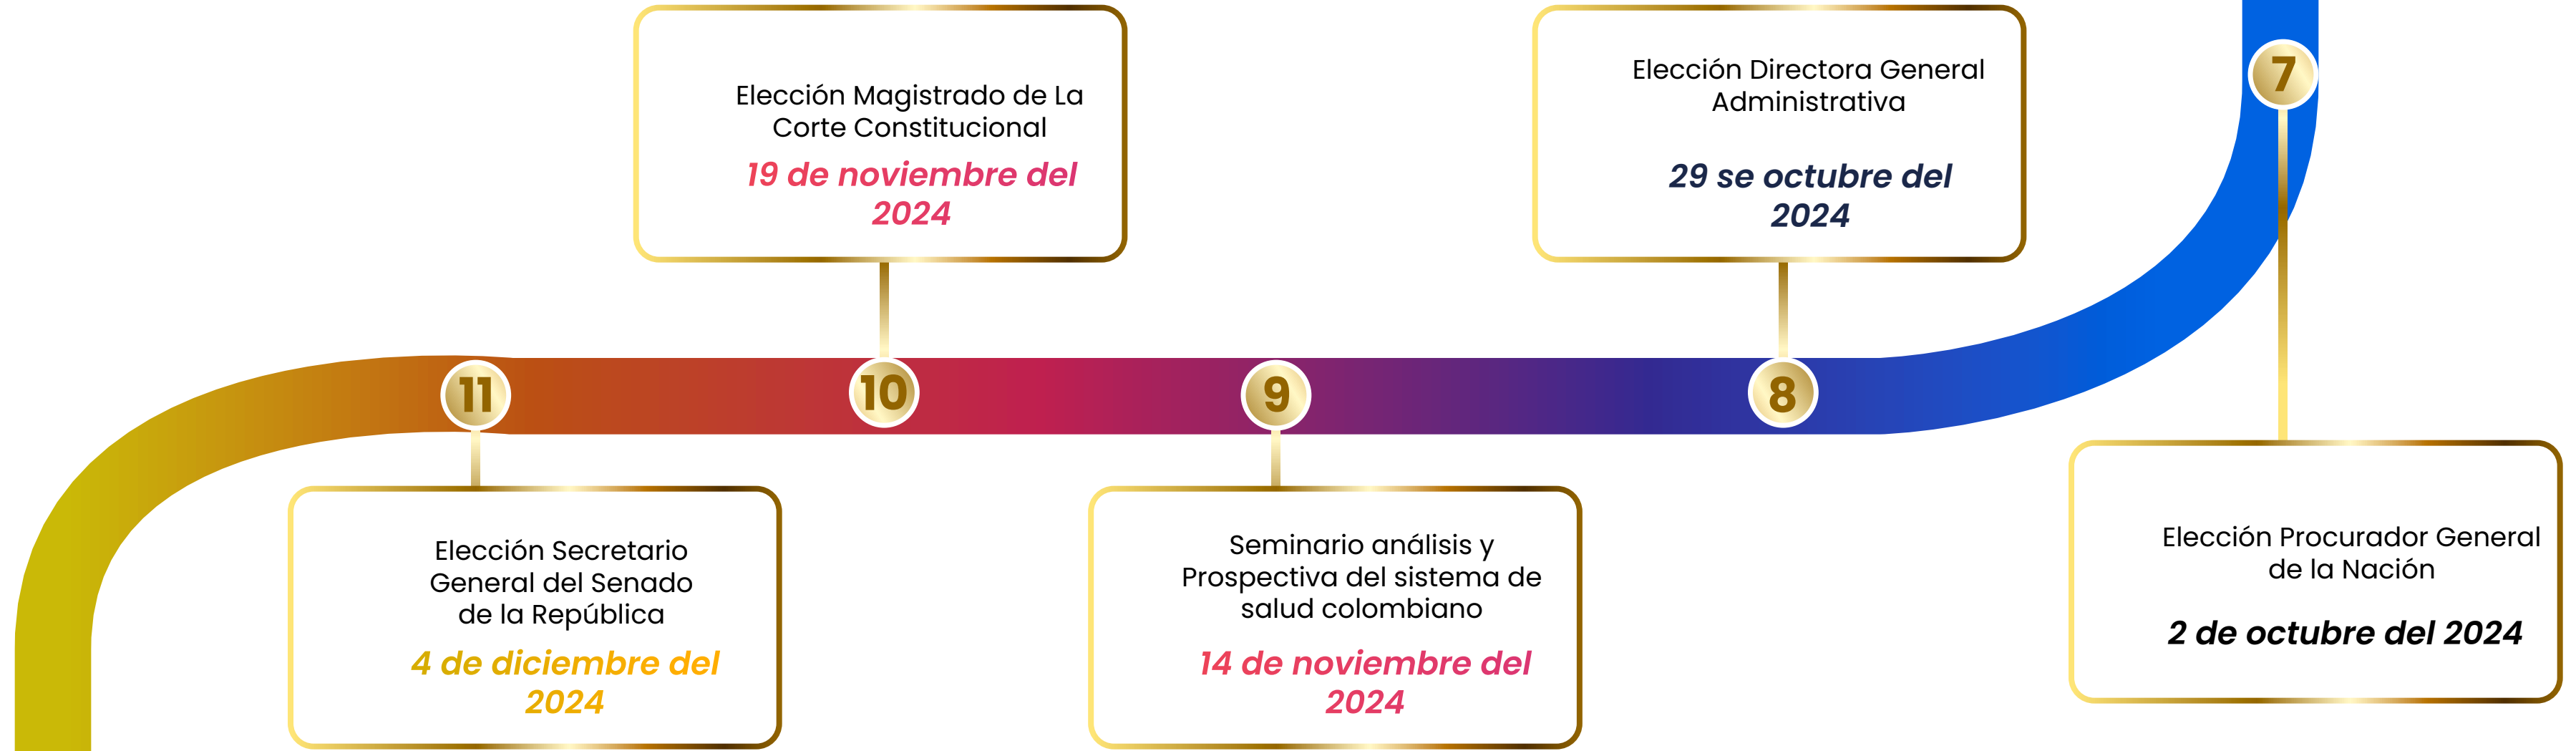 Elección Magistrado de La
Corte Constitucional
19 de noviembre del
2024
Elección Directora General
Administrativa
29 se octubre del
2024
7
11
10
9
8
Elección Secretario
General del Senado
de la República
4 de diciembre del
2024
Seminario análisis y
Prospectiva del sistema de
salud colombiano
14 de noviembre del
2024
Elección Procurador General
de la Nación
2 de octubre del 2024